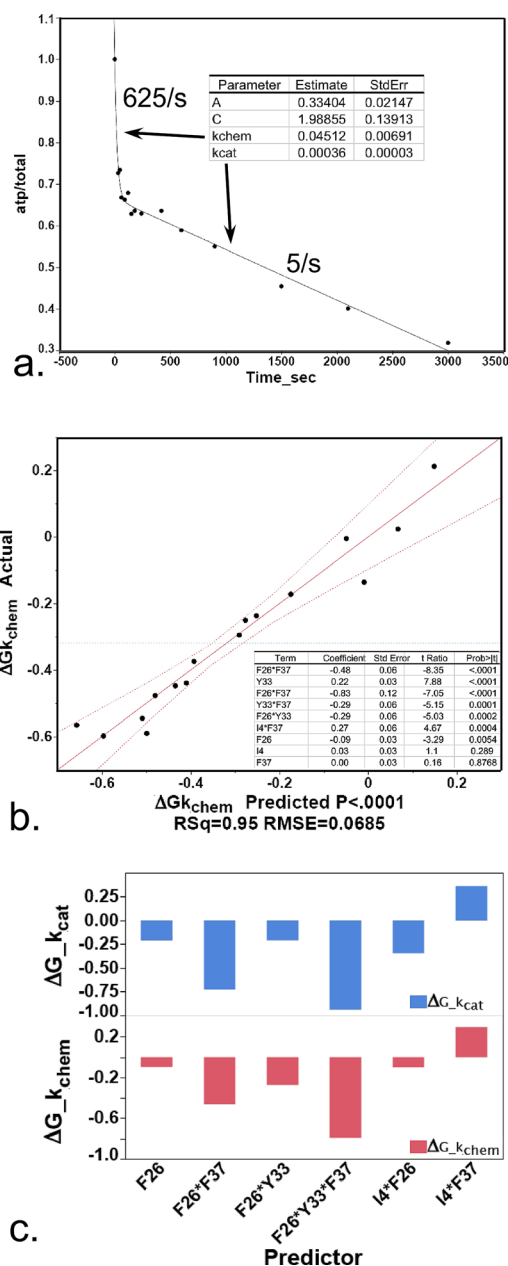 1.1
1.0
0.9
0.8
0.7
0.6
0.5
0.4
0.3
atp/total
625/s
Parameter Estimate StdErr
A 0.33404 0.02147
C 1.98855 0.13913
kchem 0.04512 0.00691
kcat 0.00036 0.00003
5/s
-500 0 500 1000 1500 2000 2500 3000 3500
Time_sec
a.
0.2
0
-0.2
-0.4
-0.6
ΔGkchem Actual
Term Coefficient Std Error t Ratio Prob>|t|
F26*F37 -0.48 0.06 -8.35 <.0001
Y33 0.22 0.03 7.88 <.0001
F26*F37 -0.83 0.12 -7.05 <.0001
Y33*F37 -0.29 0.06 -5.15 0.0001
F26*Y33 -0.29 0.06 -5.03 0.0002
I4*F37 0.27 0.06 4.67 0.0004
F26 -0.09 0.03 -3.29 0.0054
I4 0.03 0.03 1.1 0.289
F37 0.00 0.03 0.16 0.8768
-0.6 -0.4 -0.2 0 0.2
ΔGkchem Predicted P<.0001
RSq=0.95 RMSE=0.0685
b.
0.25
0.00
-0.25
-0.50
-0.75
-1.00
ΔG_kcat
ΔG_kcat
0.2
-0.2
-0.6
-1.0
ΔG_kchem
ΔG_kchem
F26
F26*F37
F26*Y33
F26*Y33*F37
I4*F26
I4*F37
Predictor
c.